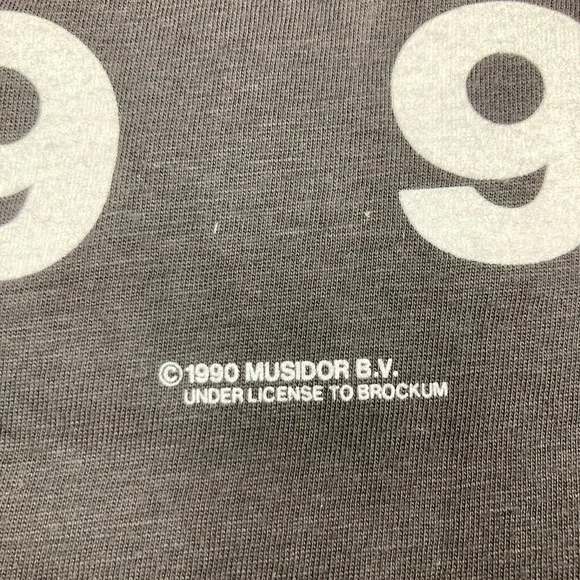 9 9
©1990 MUSIDOR B.V.
UNDER LICENSE TO BROCKUM